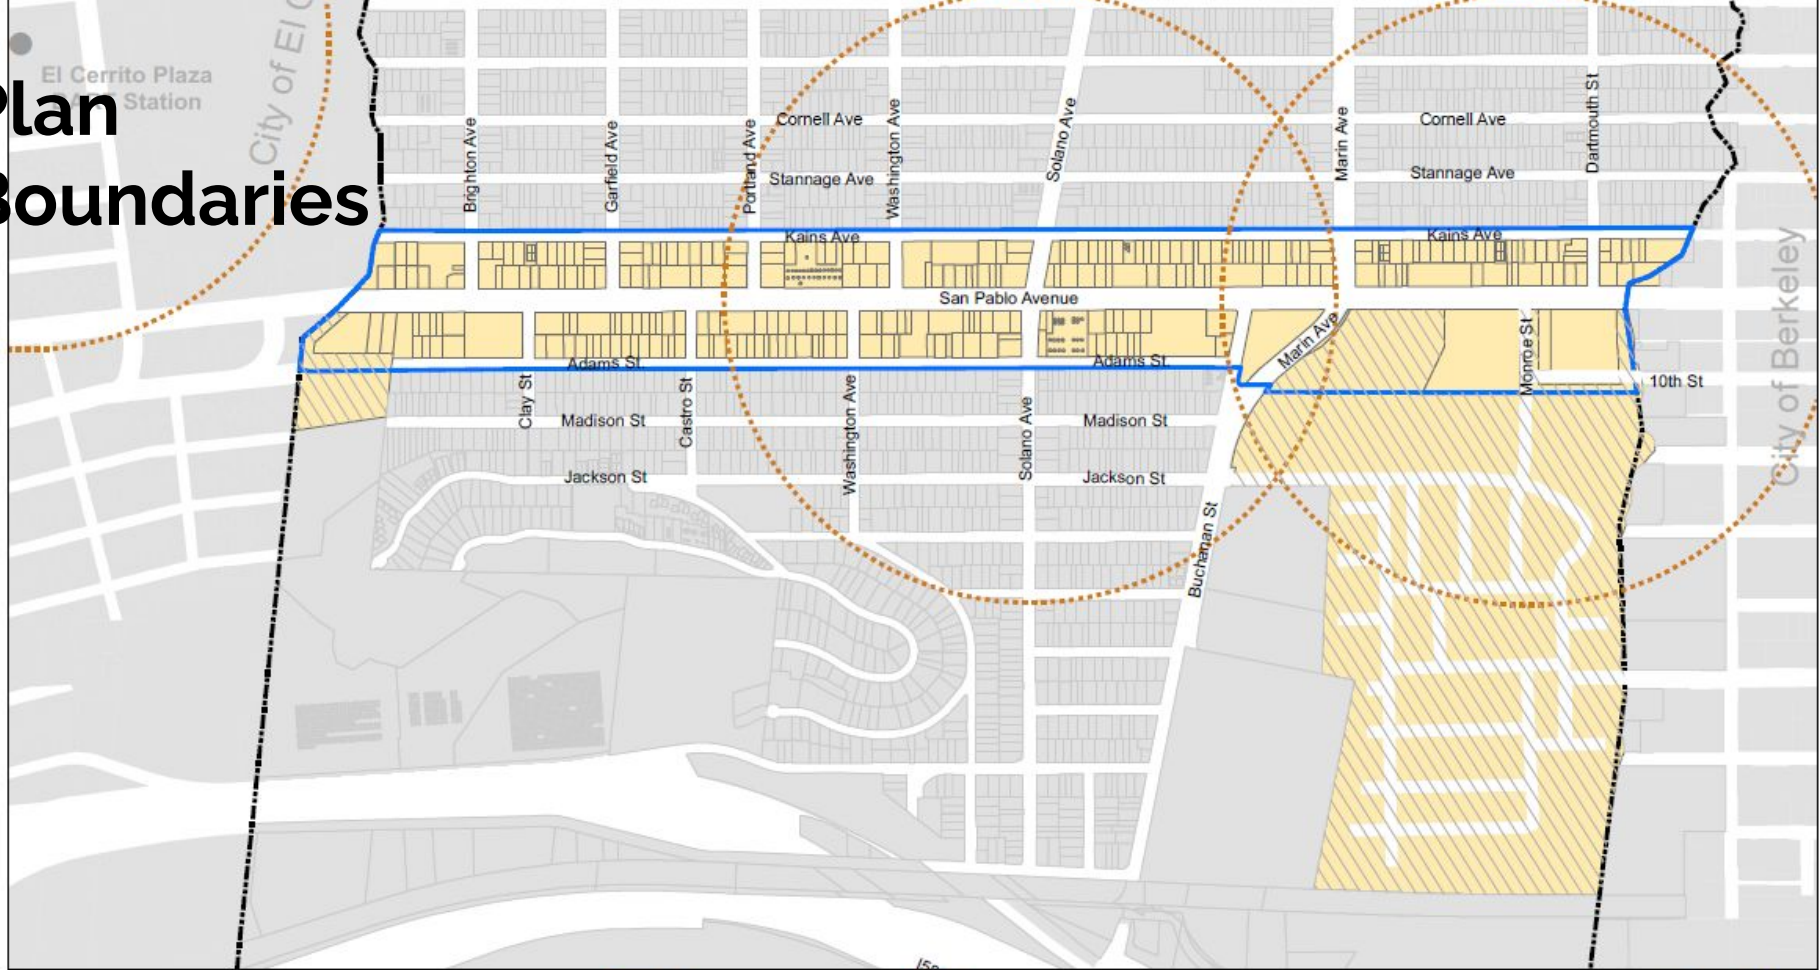 Plan
Boundaries
El Cerrito Plaza
BART Station
City of El C
Brighton Ave
Garfield Ave
Portland Ave
Cornell Ave
Washington Ave
Stannage Ave
Solano Ave
Marin Ave
Cornell Ave
Stannage Ave
Dartmouth St
Kains Ave
Kains Ave
San Pablo Avenue
Marin Ave
Monroe St
Adams St.
Adams St.
10th St
City of Berkeley
Clay St
Castro St
Washington Ave
Solano Ave
Madison St
Madison St
Jackson St
Jackson St
Buchanan St